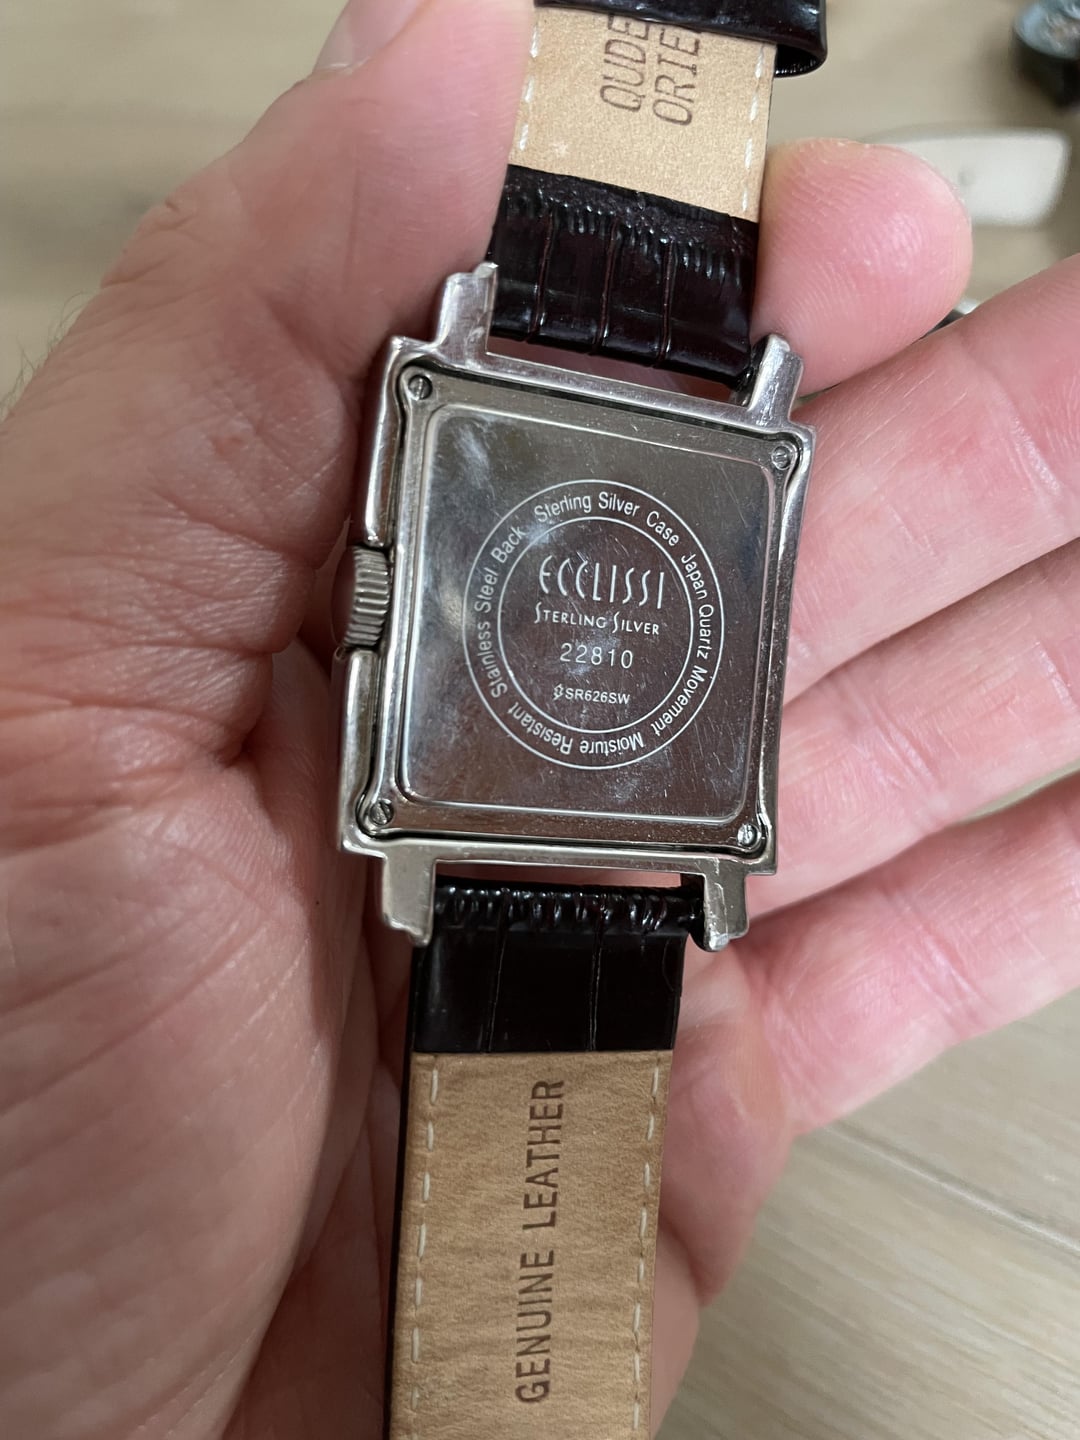 QUDE
ORIE
Stainless Steel Back Sterling Silver Case Japan Quartz Movement Moisture Resistant
ECCLISSI
STERLING SILVER
22810
SR626SW
GENUINE LEATHER